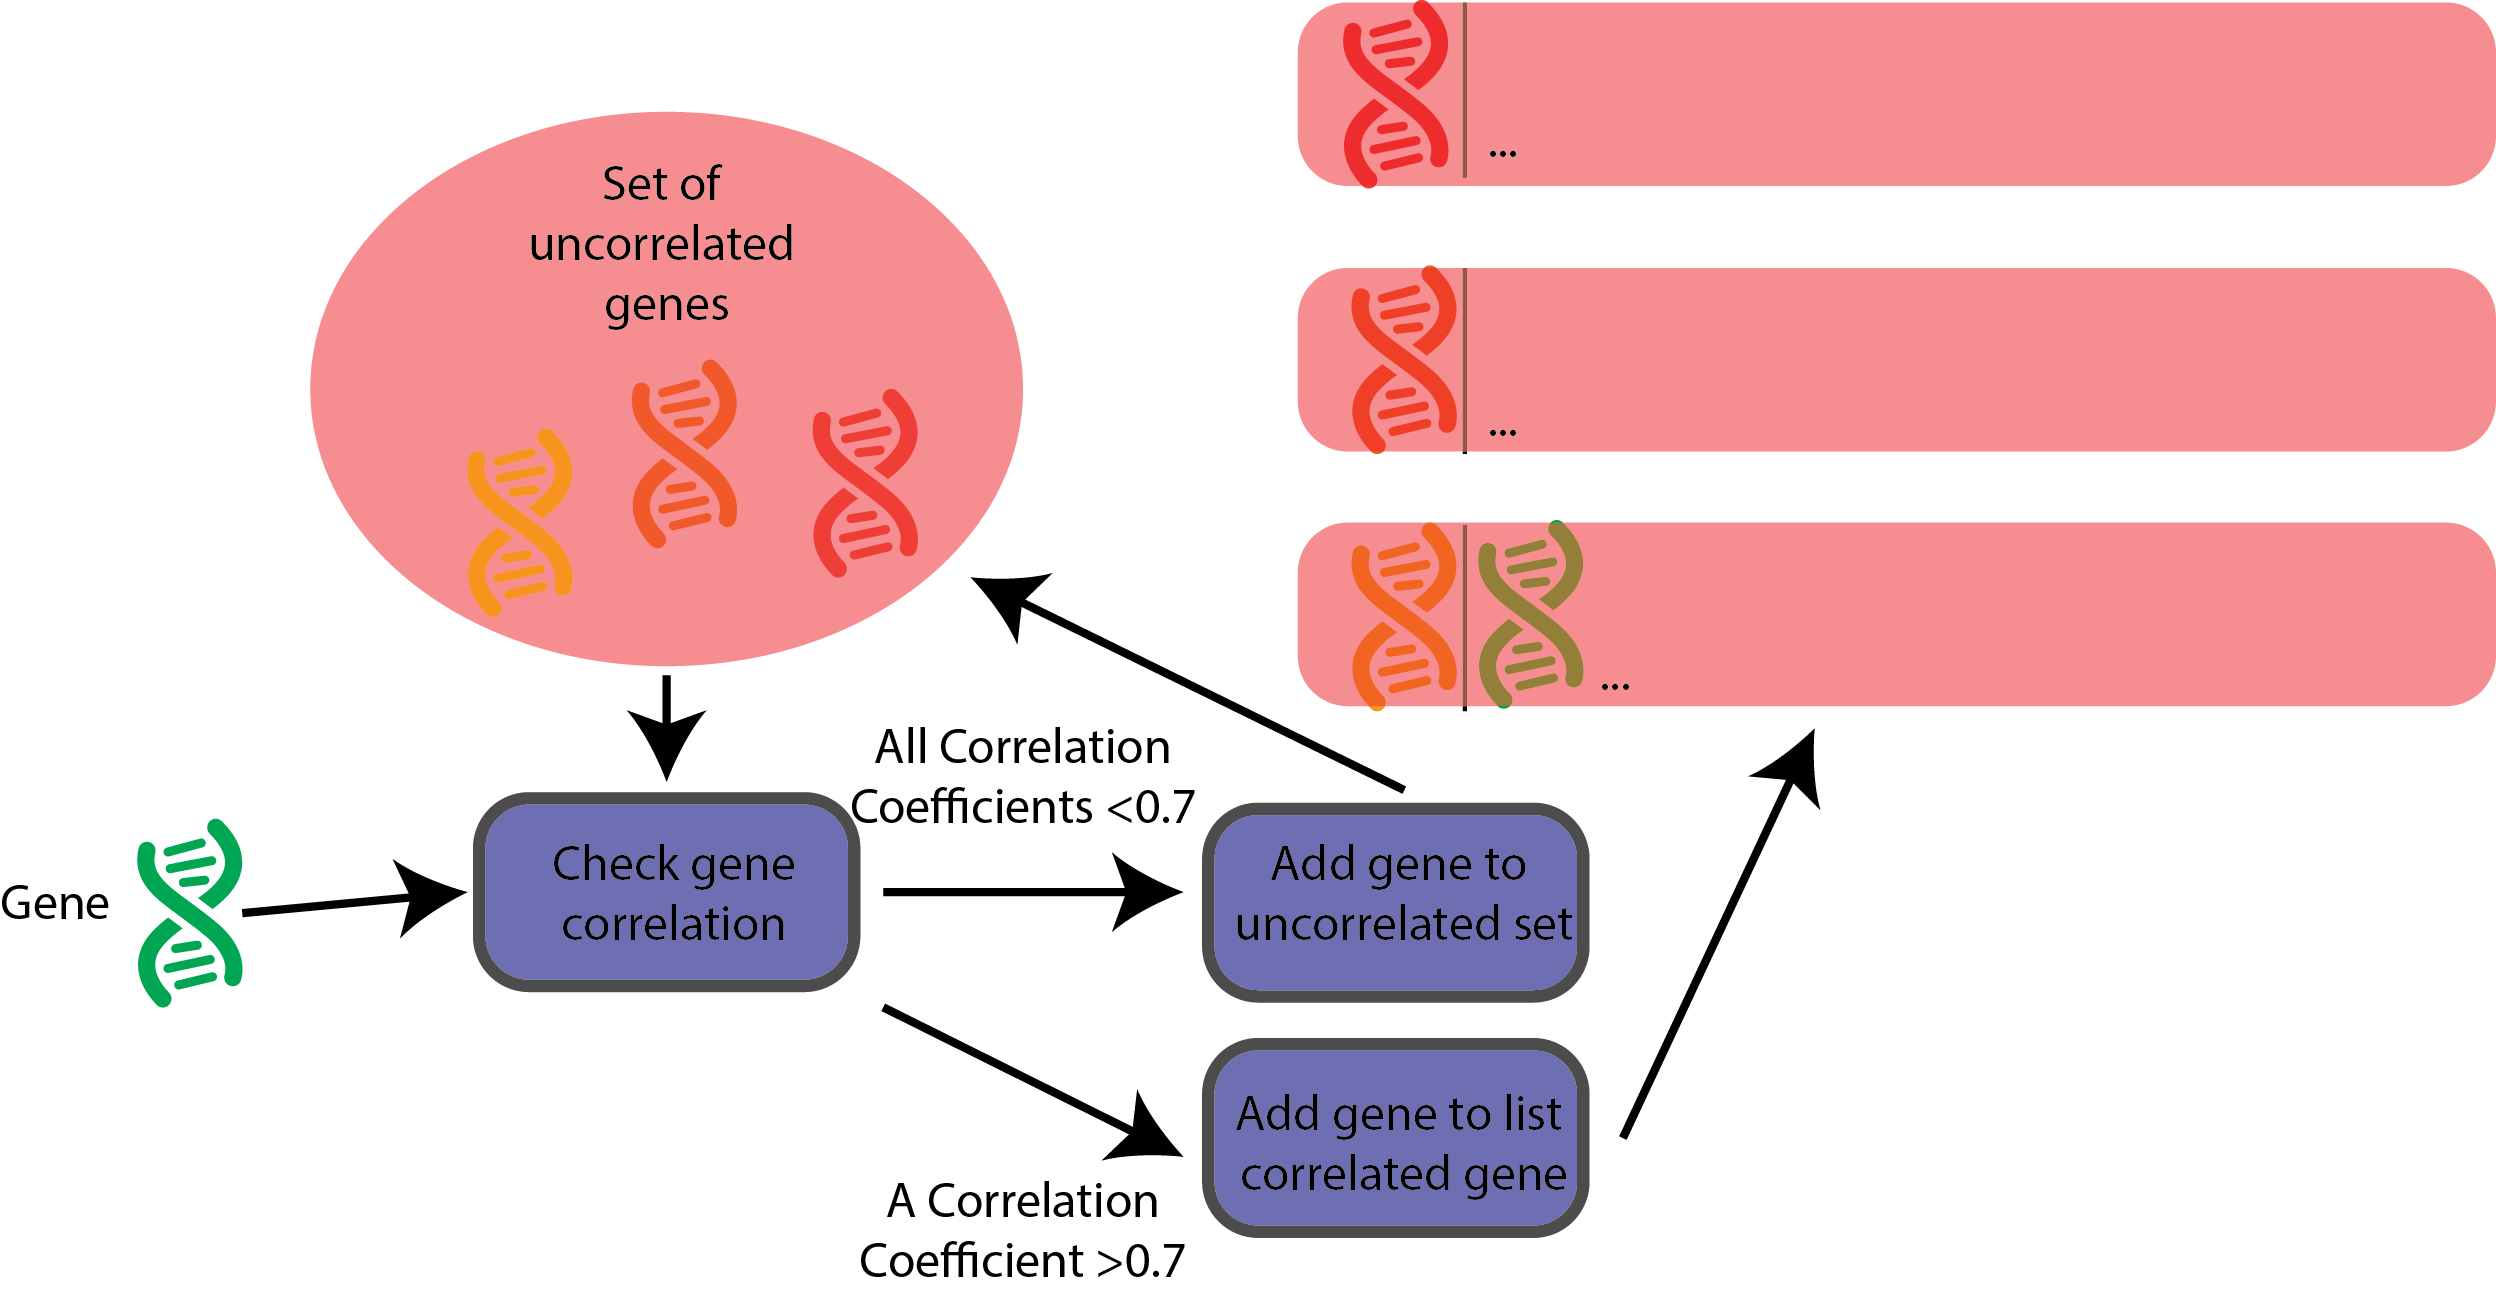 Set of
uncorrelated
genes
...
...
...
All Correlation
Coefficients <0.7
Gene
Check gene
correlation
Add gene to
uncorrelated set
Add gene to list
correlated gene
A Correlation
Coefficient >0.7